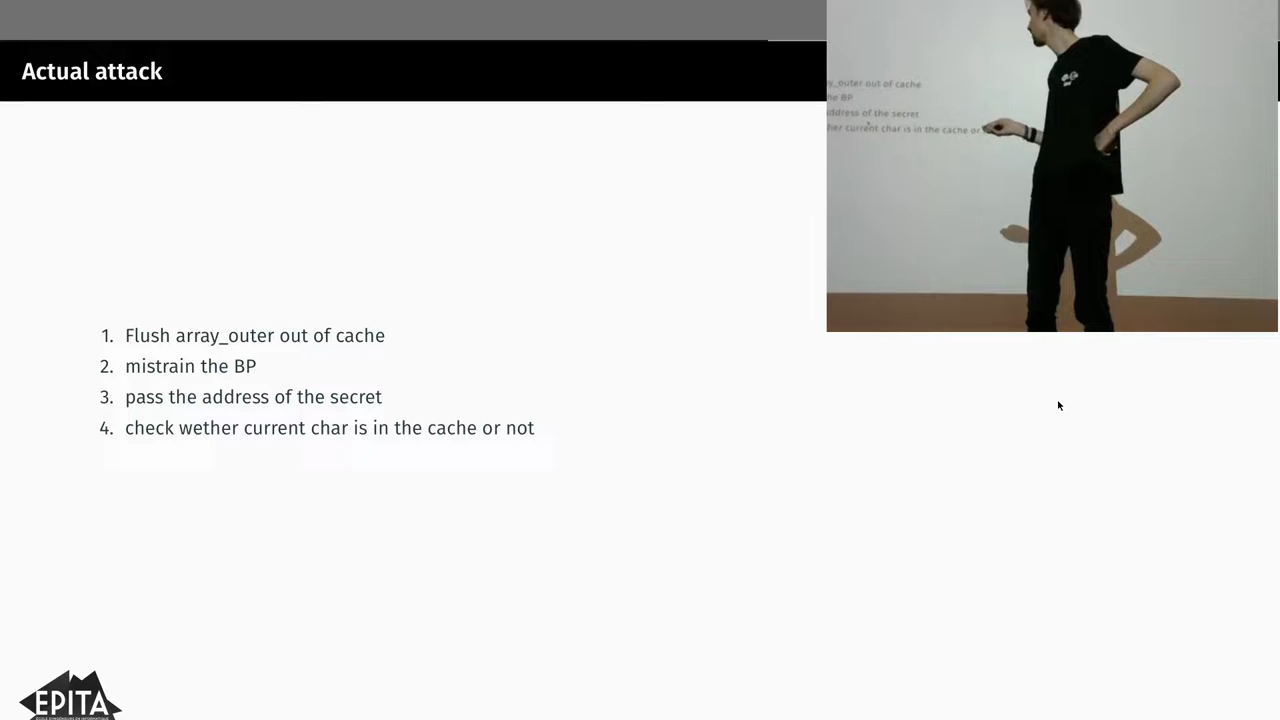 Actual attack
1. Flush array_outer out of cache
2. mistrain the BP
3. pass the address of the secret
4. check wether current char is in the cache or not
y_outer out of cache
he BP
address of the secret
her current char is in the cache or
EPITA